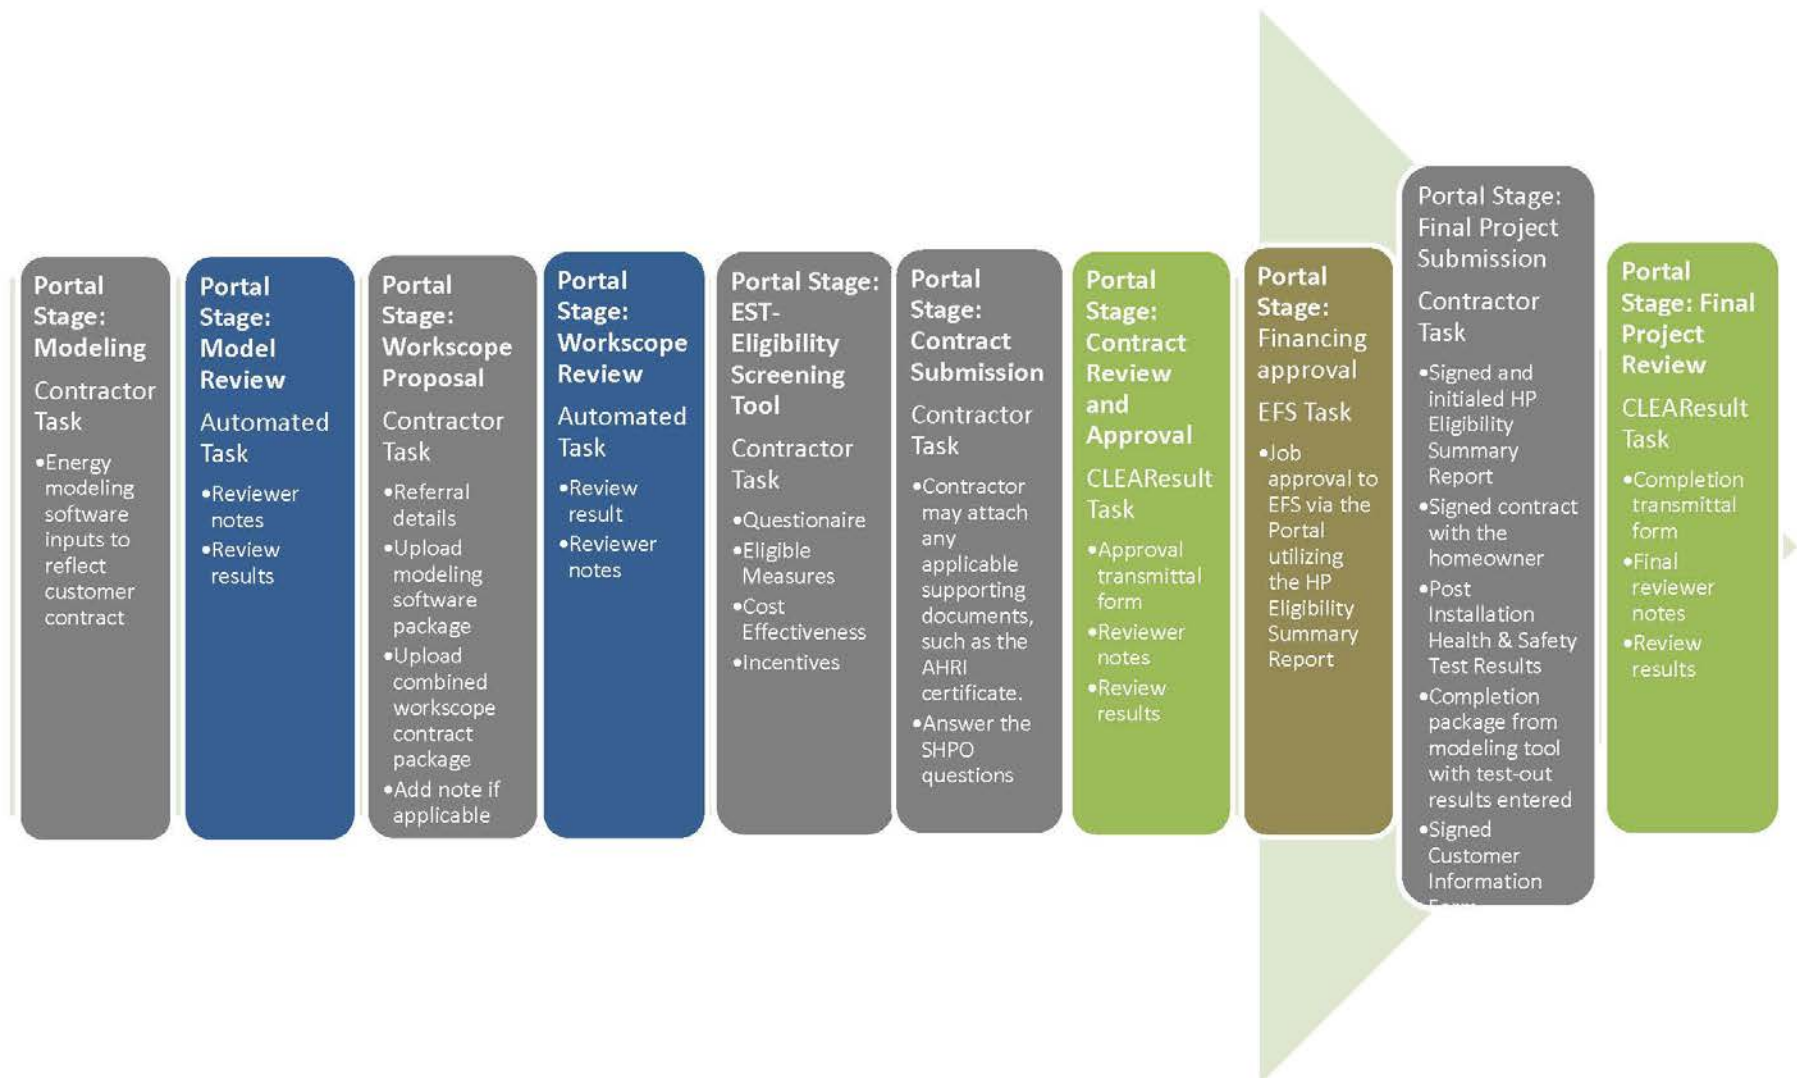 Portal
Stage:
Modeling
Contractor
Task
•Energy
modeling
software
inputs to
reflect
customer
contract
Portal
Stage:
Model
Review
Automated
Task
•Reviewer
notes
•Review
results
Portal
Stage:
Workscope
Proposal
Contractor
Task
•Referral
details
•Upload
modeling
software
package
•Upload
combined
workscope
contract
package
•Add note if
applicable
Portal
Stage:
Workscope
Review
Automated
Task
•Review
result
•Reviewer
notes
Portal Stage:
EST-
Eligibility
Screening
Tool
Contractor
Task
•Questionaire
•Eligible
Measures
•Cost
Effectiveness
•Incentives
Portal
Stage:
Contract
Submission
Contractor
Task
•Contractor
may attach
any
applicable
supporting
documents,
such as the
AHRI
certificate.
•Answer the
SHPO
questions
Portal
Stage:
Contract
Review
and
Approval
CLEAResult
Task
•Approval
transmittal
form
•Reviewer
notes
•Review
results
Portal
Stage:
Financing
approval
EFS Task
•Job
approval to
EFS via the
Portal
utilizing
the HP
Eligibility
Summary
Report
Portal Stage:
Final Project
Submission
Contractor
Task
•Signed and
initialed HP
Eligibility
Summary
Report
•Signed contract
with the
homeowner
•Post
Installation
Health & Safety
Test Results
•Completion
package from
modeling tool
with test-out
results entered
•Signed
Customer
Information
Form
Portal
Stage: Final
Project
Review
CLEAResult
Task
•Completion
transmittal
form
•Final
reviewer
notes
•Review
results